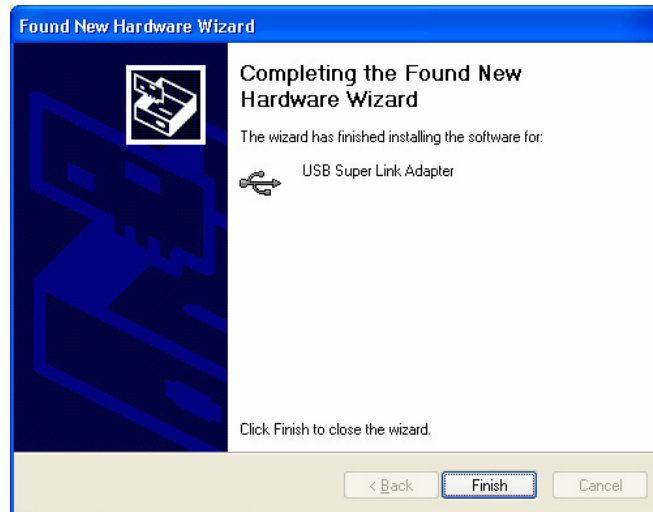 Found New Hardware Wizard
Completing the Found New
Hardware Wizard
The wizard has finished installing the software for:
USB Super Link Adapter
Click Finish to close the wizard.
< Back
Finish
Cancel